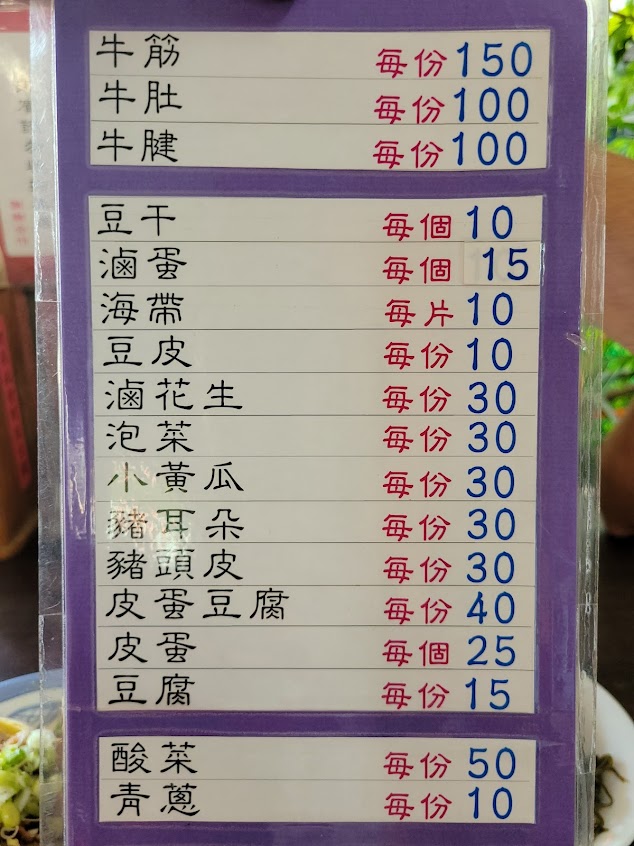 牛筋 每份 150
牛肚 每份 100
牛腱 每份 100
豆干 每個 10
滷蛋 每個 15
海帶 每片 10
豆皮 每份 10
滷花生 每份 30
泡菜 每份 30
小黃瓜 每份 30
豬耳朵 每份 30
豬頭皮 每份 30
皮蛋豆腐 每份 40
皮蛋 每個 25
豆腐 每份 15
酸菜 每份 50
青蔥 每份 10